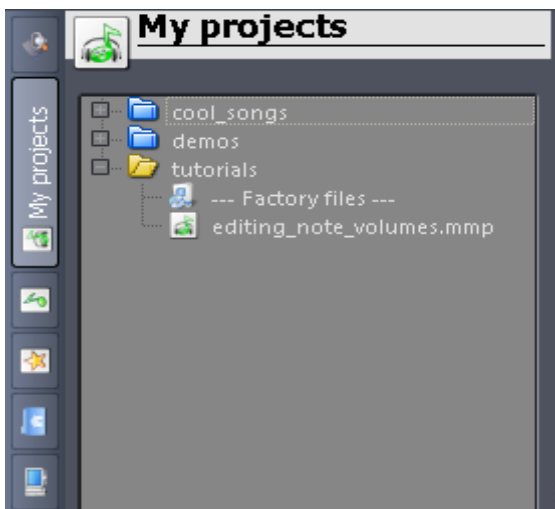 My projects
My projects
cool_songs
demos
tutorials
--- Factory files ---
editing_note_volumes.mmp